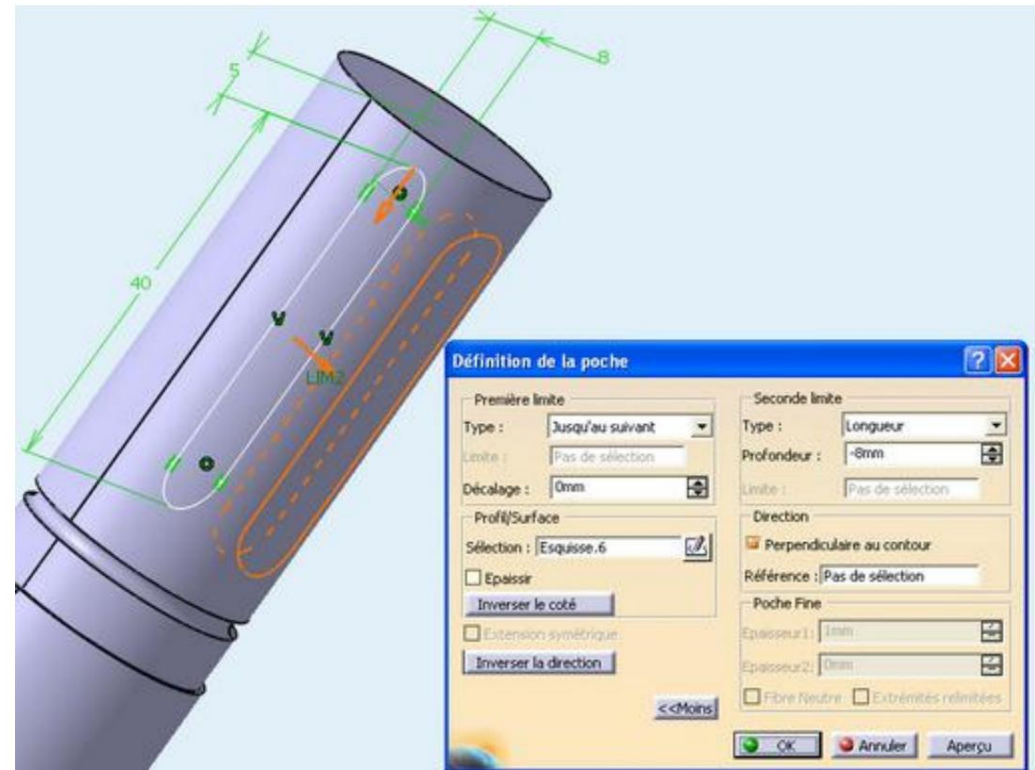 5
8
40
LIM2
Définition de la poche
Première limite
Type : Jusqu'au suivant
Limite : Pas de sélection
Décalage : 0mm
Profil/Surface
Sélection : Esquisse.6
Epaissir
Inverser le coté
Extension symétrique
Inverser la direction
<<Moins
Seconde limite
Type : Longueur
Profondeur : -8mm
Limite : Pas de sélection
Direction
Perpendiculaire au contour
Référence : Pas de sélection
Poche Fine
Epaisseur1: 1mm
Epaisseur2: 0mm
Fibre Neutre Extrémités relimitées
OK Annuler Aperçu